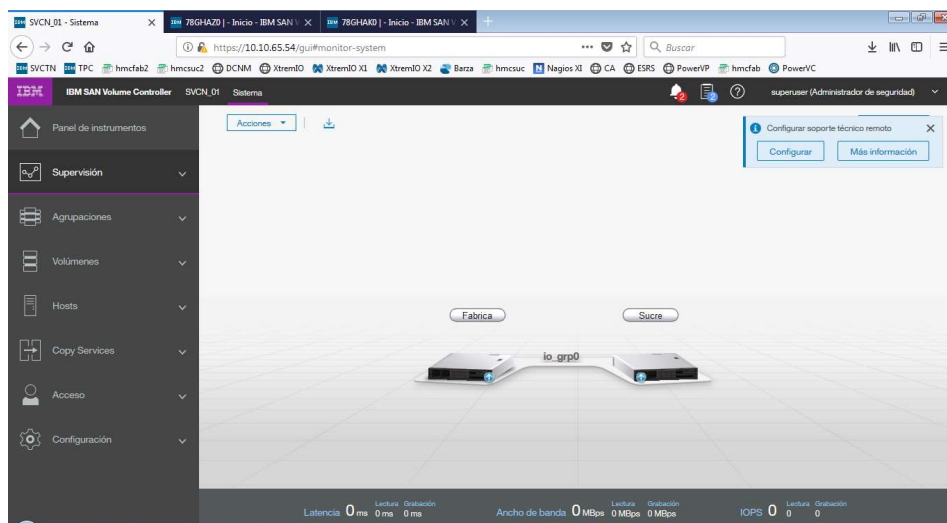 SVCN_01 - Sistema
78GHAZ0 | - Inicio - IBM SAN V
78GHAK0 | - Inicio - IBM SAN V
https://10.10.65.54/gui#monitor-system
Buscar
SVCTN TPC hmcfab2 hmcsuc2 DCNM XtremIO XtremIO X1 XtremIO X2 Barza hmcsuc Nagios XI CA ESRS PowerVP hmcfab PowerVC
IBM IBM SAN Volume Controller SVCN_01 Sistema superuser (Administrador de seguridad)
Panel de instrumentos
Supervisión
Agrupaciones
Volúmenes
Hosts
Copy Services
Acceso
Configuración
Acciones
Configurar soporte técnico remoto
Configurar Más información
Fabrica Sucre
io_grp0
Latencia 0 ms Lectura 0 ms Grabación 0 ms
Ancho de banda 0 MBps Lectura 0 MBps Grabación 0 MBps
IOPS 0 Lectura 0 Grabación 0